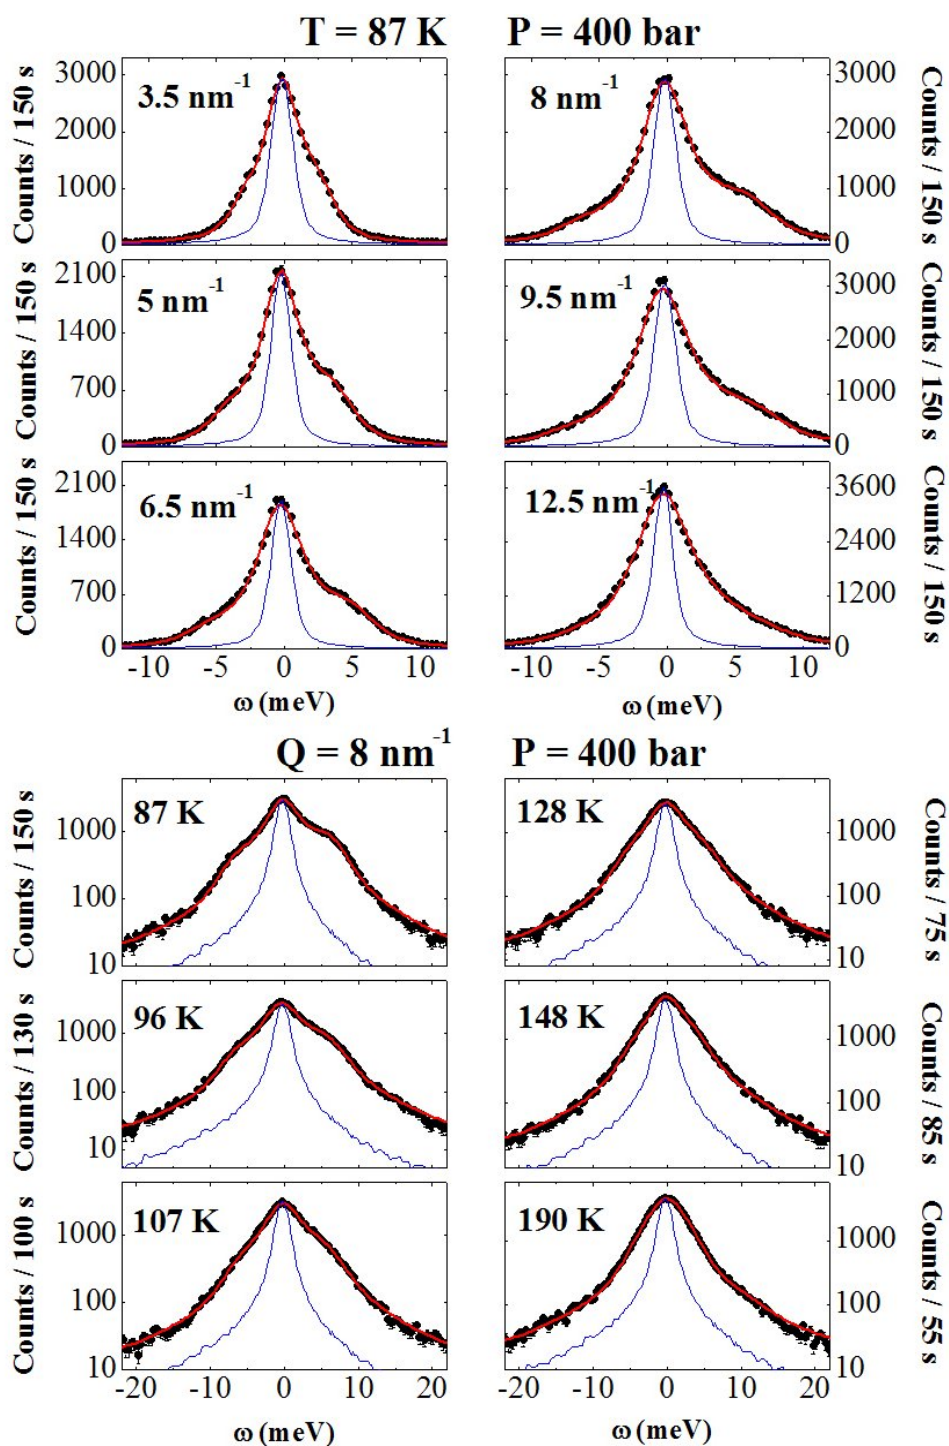 T = 87 K P = 400 bar
Counts / 150 s
3000
2000
1000
0
3.5 nm⁻¹
8 nm⁻¹
3000
2000
1000
0
Counts / 150 s
Counts / 150 s
2100
1400
700
0
5 nm⁻¹
9.5 nm⁻¹
3000
2000
1000
0
Counts / 150 s
Counts / 150 s
2100
1400
700
0
6.5 nm⁻¹
12.5 nm⁻¹
3600
2400
1200
0
Counts / 150 s
-10 -5 0 5 10
-10 -5 0 5 10
ω (meV)
ω (meV)
Q = 8 nm⁻¹ P = 400 bar
Counts / 150 s
1000
100
10
87 K
128 K
1000
100
10
Counts / 75 s
Counts / 130 s
1000
100
10
96 K
148 K
1000
100
10
Counts / 85 s
Counts / 100 s
1000
100
10
107 K
190 K
1000
100
10
Counts / 55 s
-20 -10 0 10 20
-20 -10 0 10 20
ω (meV)
ω (meV)